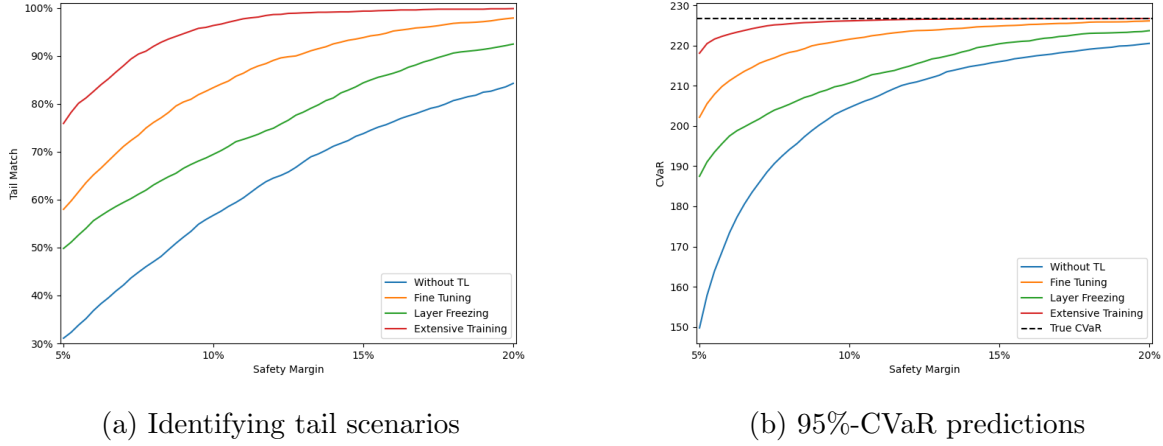 100%
90%
80%
70%
60%
50%
40%
30%
Tail Match
5%
10%
15%
20%
Safety Margin
Without TL
Fine Tuning
Layer Freezing
Extensive Training
(a) Identifying tail scenarios
230
220
210
200
190
180
170
160
150
CVaR
5%
10%
15%
20%
Safety Margin
Without TL
Fine Tuning
Layer Freezing
Extensive Training
True CVaR
(b) 95%-CVaR predictions